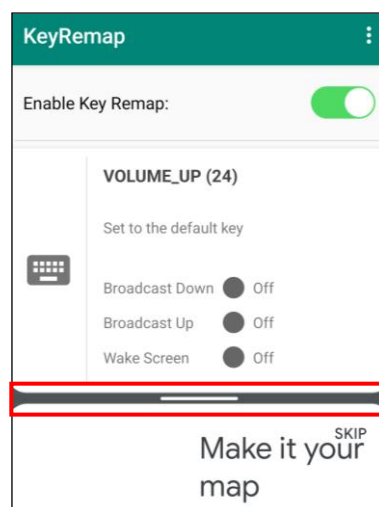 KeyRemap
Enable Key Remap:
VOLUME_UP (24)
Set to the default key
Broadcast Down Off
Broadcast Up Off
Wake Screen Off
SKIP
Make it your
map